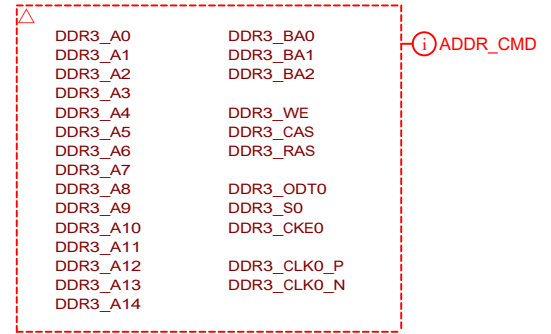 DDR3_A0 DDR3_BA0
DDR3_A1 DDR3_BA1
DDR3_A2 DDR3_BA2
DDR3_A3
DDR3_A4 DDR3_WE
DDR3_A5 DDR3_CAS
DDR3_A6 DDR3_RAS
DDR3_A7
DDR3_A8 DDR3_ODT0
DDR3_A9 DDR3_S0
DDR3_A10 DDR3_CKE0
DDR3_A11
DDR3_A12 DDR3_CLK0_P
DDR3_A13 DDR3_CLK0_N
DDR3_A14
i ADDR_CMD